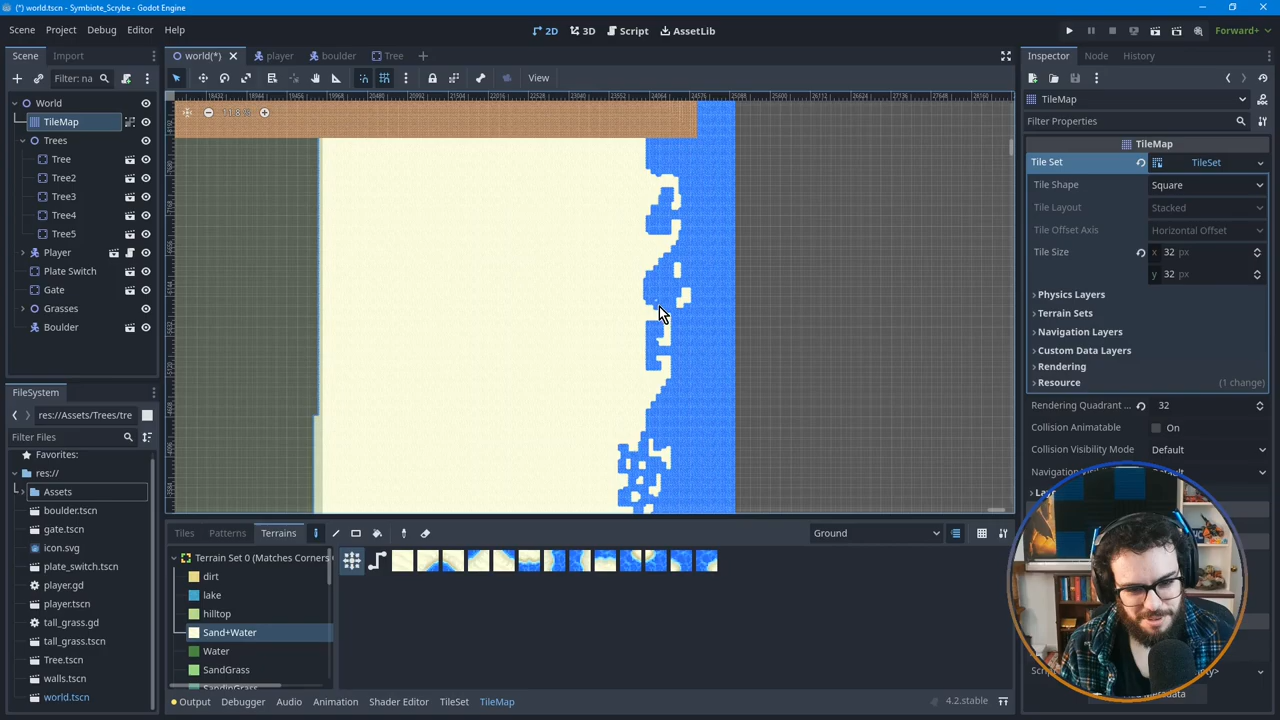 (*) world.tscn - Symbiote_Scrybe - Godot Engine
Scene Project Debug Editor Help
2D 3D Script AssetLib
Forward+
Scene Import
world(*) player boulder Tree
Inspector Node History
Filter: na
View
TileMap
Filter Properties
World
TileMap
Trees
Tree
Tree2
Tree3
Tree4
Tree5
Player
Plate Switch
Gate
Grasses
Boulder
TileMap
Tile Set TileSet
Tile Shape Square
Tile Layout Stacked
Tile Offset Axis Horizontal Offset
Tile Size x 32 px
y 32 px
Physics Layers
Terrain Sets
Navigation Layers
Custom Data Layers
Rendering
Resource (1 change)
Rendering Quadrant ... 32
Collision Animatable On
Collision Visibility Mode Default
FileSystem
res://Assets/Trees/tre
Filter Files
Favorites:
res://
Assets
boulder.tscn
gate.tscn
icon.svg
plate_switch.tscn
player.gd
player.tscn
tall_grass.gd
tall_grass.tscn
Tree.tscn
walls.tscn
world.tscn
Tiles Patterns Terrains
Ground
Terrain Set 0 (Matches Corners
dirt
lake
hilltop
Sand+Water
Water
SandGrass
Output Debugger Audio Animation Shader Editor TileSet TileMap
4.2.stable